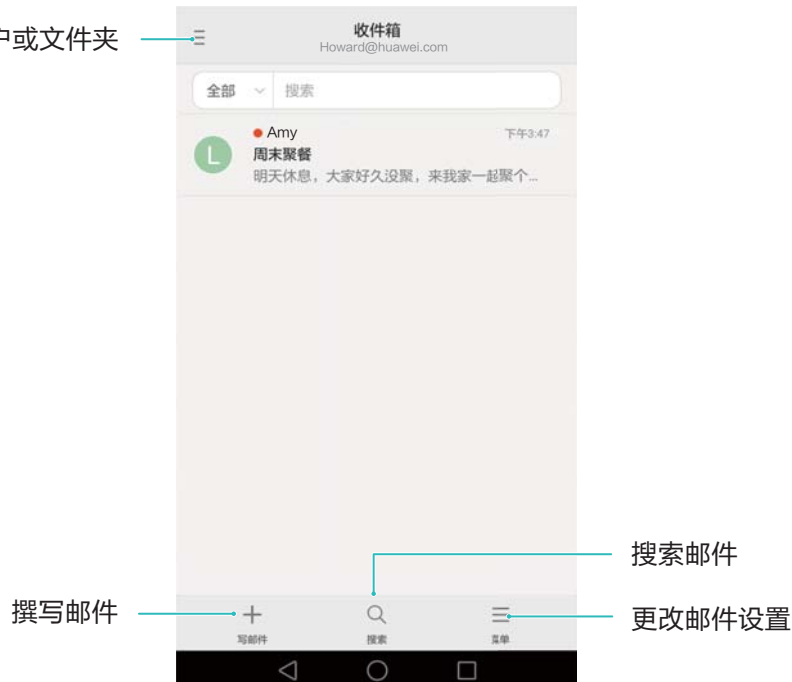 户或文件夹
收件箱
Howard@huawei.com
全部 搜索
Amy 下午3:47
L
周末聚餐
明天休息，大家好久没聚，来我家一起聚个...
搜索邮件
撰写邮件
更改邮件设置
写邮件 搜索 菜单